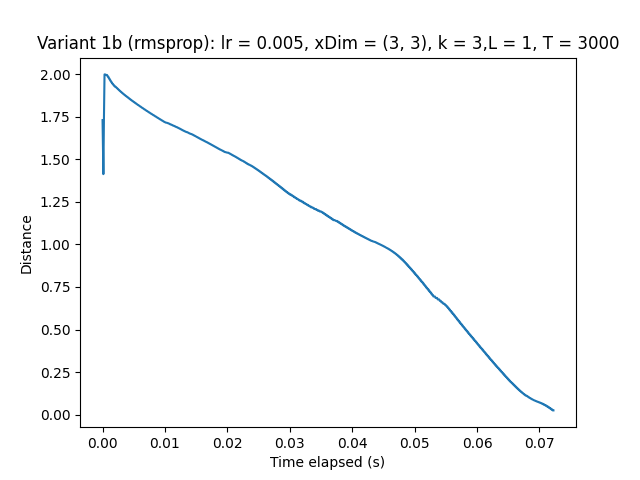 Variant 1b (rmsprop): lr = 0.005, xDim = (3, 3), k = 3,L = 1, T = 3000
2.00
1.75
1.50
1.25
1.00
0.75
0.50
0.25
0.00
Distance
0.00 0.01 0.02 0.03 0.04 0.05 0.06 0.07
Time elapsed (s)